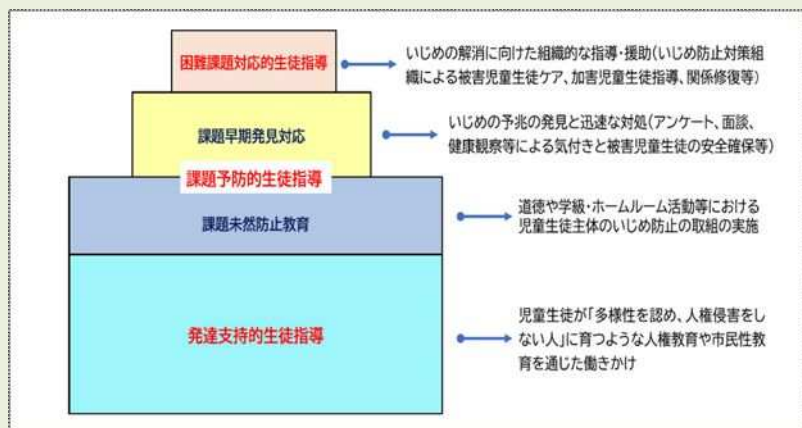 困難課題対応的生徒指導
いじめの解消に向けた組織的な指導・援助(いじめ防止対策組
織による被害児童生徒ケア、加害児童生徒指導、関係修復等)
課題早期発見対応
いじめの予兆の発見と迅速な対処(アンケート、面談、
健康観察等による気付きと被害児童生徒の安全確保等)
課題予防的生徒指導
課題未然防止教育
道徳や学級・ホームルーム活動等における
児童生徒主体のいじめ防止の取組の実施
発達支持的生徒指導
児童生徒が「多様性を認め、人権侵害をし
ない人」に育つような人権教育や市民性教
育を通じた働きかけ